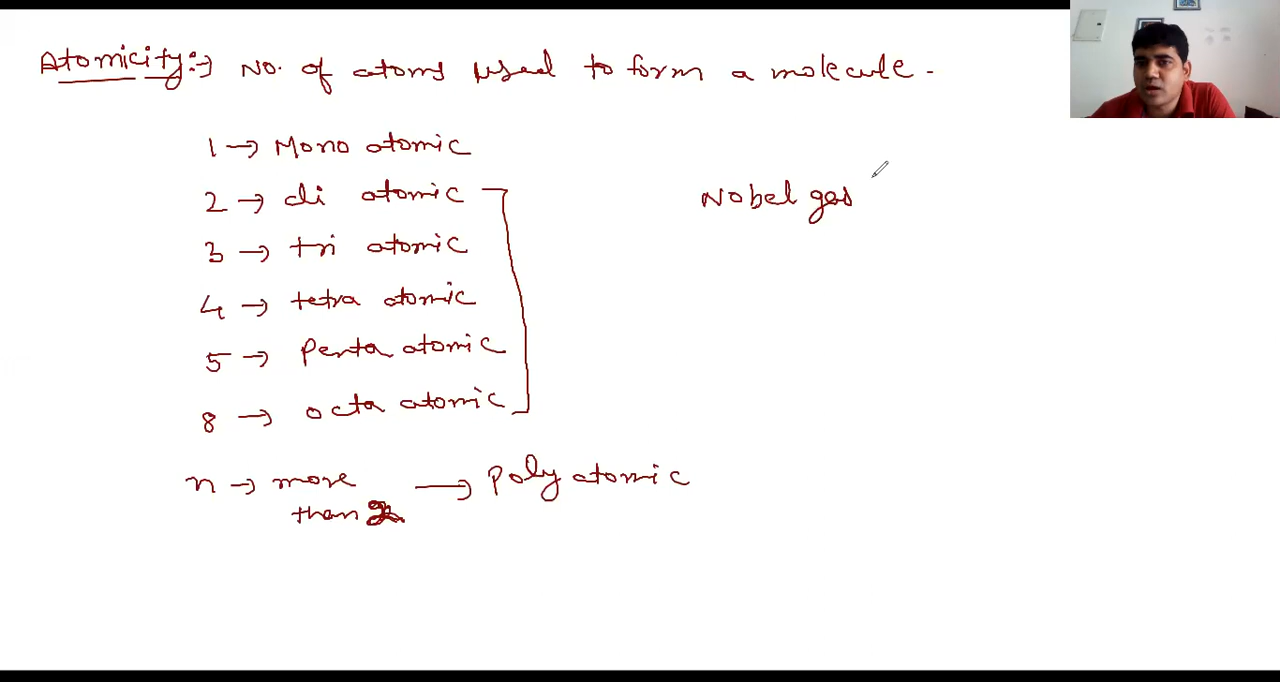 Atomicity:→ No. of atoms used to form a molecule.
1 → Mono atomic
2 → di atomic
Nobel gas
3 → tri atomic
4 → tetra atomic
5 → Penta atomic
8 → octa atomic
n → more → Poly atomic
than 2